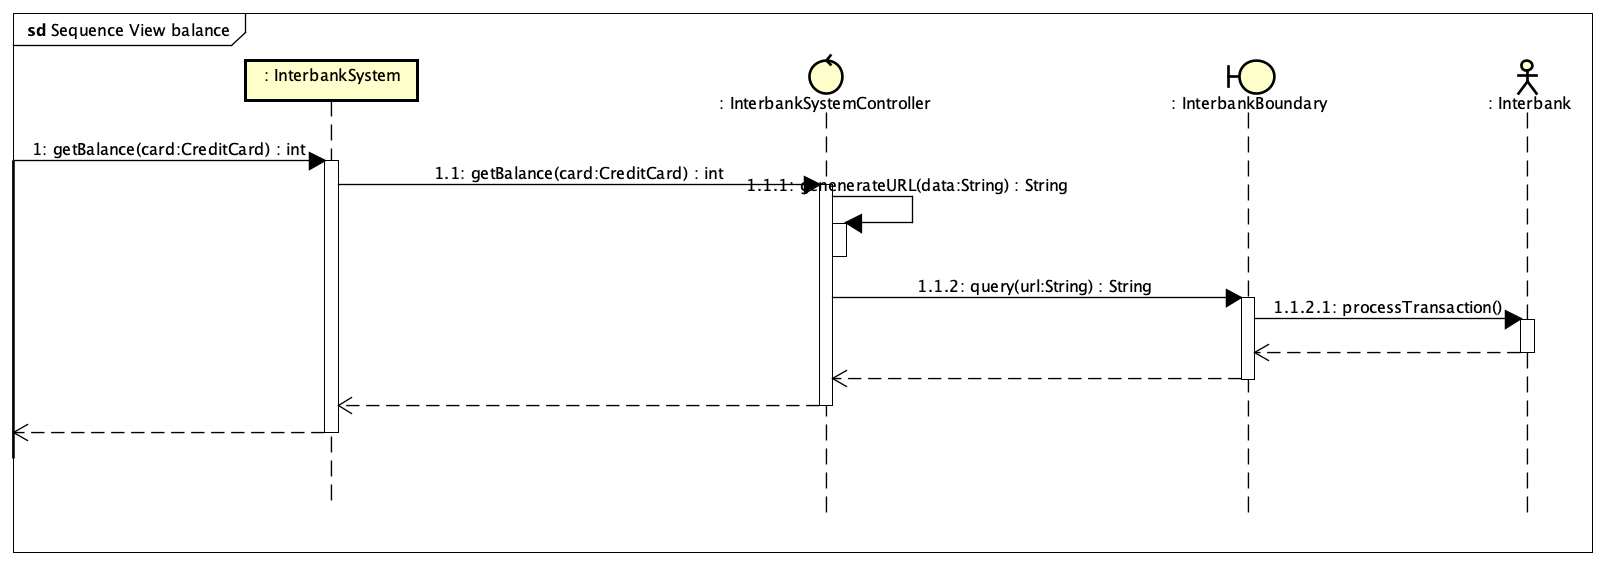 sd Sequence View balance
: InterbankSystem
: InterbankSystemController
: InterbankBoundary
: Interbank
1: getBalance(card:CreditCard) : int
1.1: getBalance(card:CreditCard) : int
1.1.1: genenerateURL(data:String) : String
1.1.2: query(url:String) : String
1.1.2.1: processTransaction()